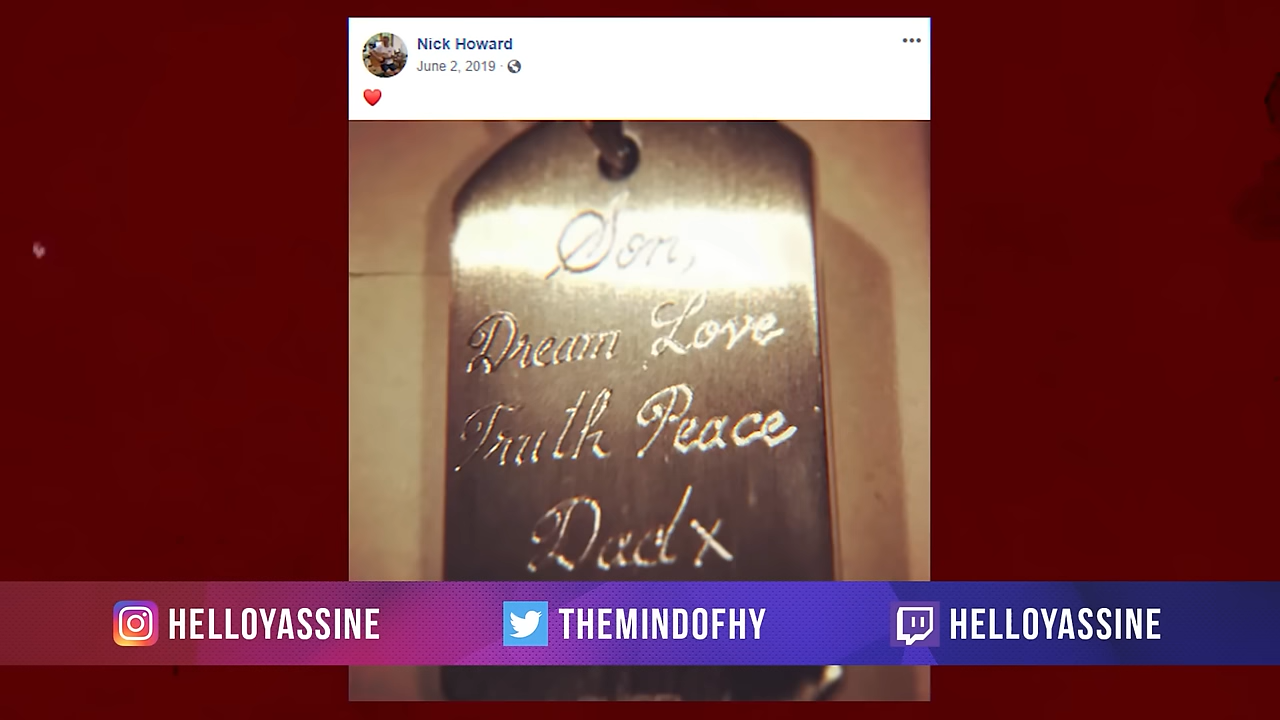 Nick Howard
June 2, 2019 ·
❤️
Son,
Dream Love
Truth Peace
Dad x
HELLOYASSINE
THEMINDOFHY
HELLOYASSINE